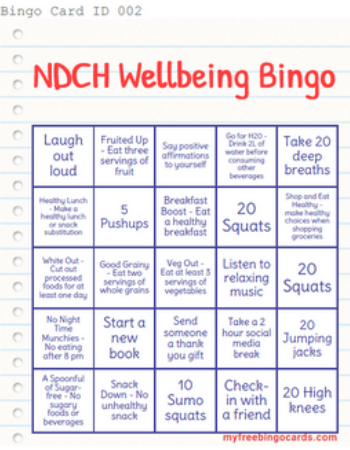 Bingo Card ID 002
NDCH Wellbeing Bingo
Laugh
out
loud
Fruited Up
- Eat three
servings of
fruit
Say positive
affirmations
to yourself
Go for H2O -
Drink 2L of
water before
consuming
other
beverages
Take 20
deep
breaths
Healthy Lunch
- Make a
healthy lunch
or snack
substitution
5
Pushups
Breakfast
Boost - Eat
a healthy
breakfast
20
Squats
Shop and Eat
Healthy -
make healthy
choices when
shopping
groceries
White Out -
Cut out
processed
foods for at
least one day
Good Grainy
- Eat two
servings of
whole grains
Veg Out -
Eat at least 3
servings of
vegetables
Listen to
relaxing
music
20
Squats
No Night
Time
Munchies -
No eating
after 8 pm
Start a
new
book
Send
someone
a thank
you gift
Take a 2
hour social
media
break
20
Jumping
jacks
A Spoonful
of Sugar-
free - No
sugary
foods or
beverages
Snack
Down - No
unhealthy
snack
10
Sumo
squats
Check-
in with
a friend
20 High
knees
myfreebingocards.com